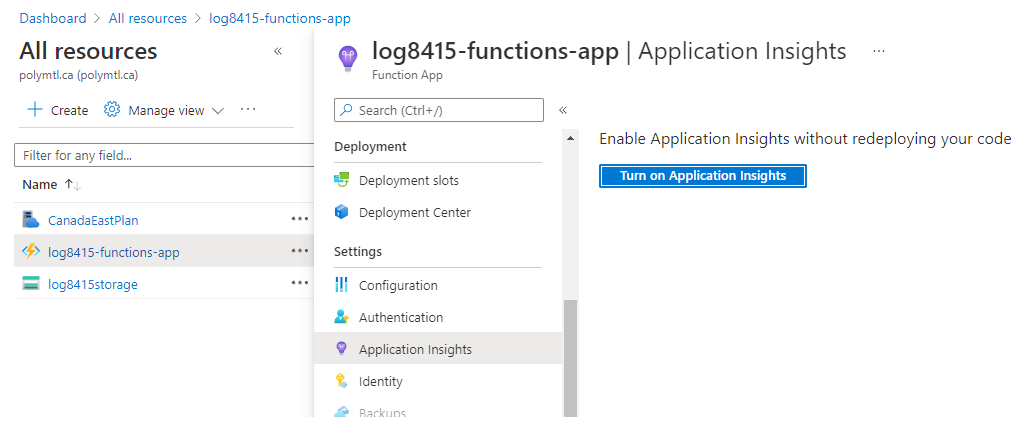 Dashboard > All resources > log8415-functions-app
All resources
polymtl.ca (polymtl.ca)
Create Manage view ...
Filter for any field...
Name
CanadaEastPlan ...
log8415-functions-app ...
log8415storage ...
log8415-functions-app | Application Insights ...
Function App
Search (Ctrl+/)
Deployment
Deployment slots
Deployment Center
Settings
Configuration
Authentication
Application Insights
Identity
Backups
Enable Application Insights without redeploying your code
Turn on Application Insights